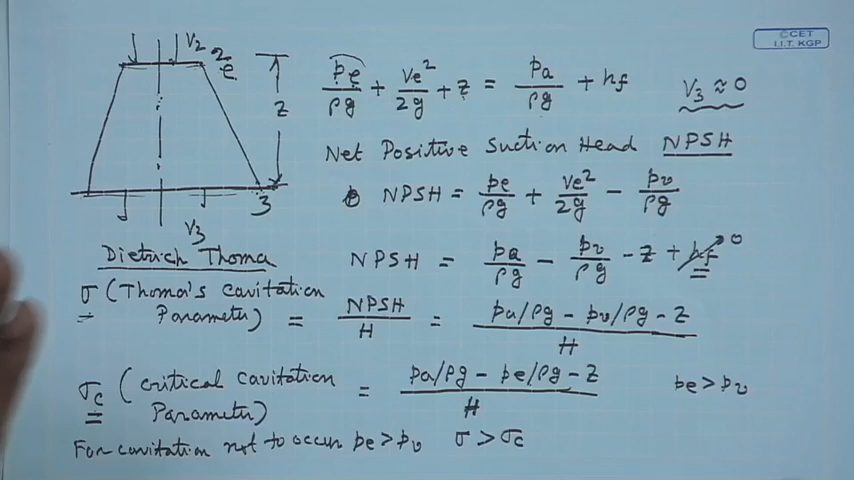 ©CET
I.I.T. KGP
V₂ 2
e
z
3
V₃
pe/ρg + Ve²/2g + z = pa/ρg + hf
V₃ ≈ 0
Net Positive Suction Head NPSH
NPSH = pe/ρg + Ve²/2g − pv/ρg
Dietrich Thoma
NPSH = pa/ρg − pv/ρg − z + hf 0
σ (Thoma's cavitation
Parameter) = NPSH/H = (pa/ρg − pv/ρg − z)/H
σc (critical cavitation
Parameter) = (pa/ρg − pe/ρg − z)/H
pe > pv
For cavitation not to occur pe > pv σ > σc